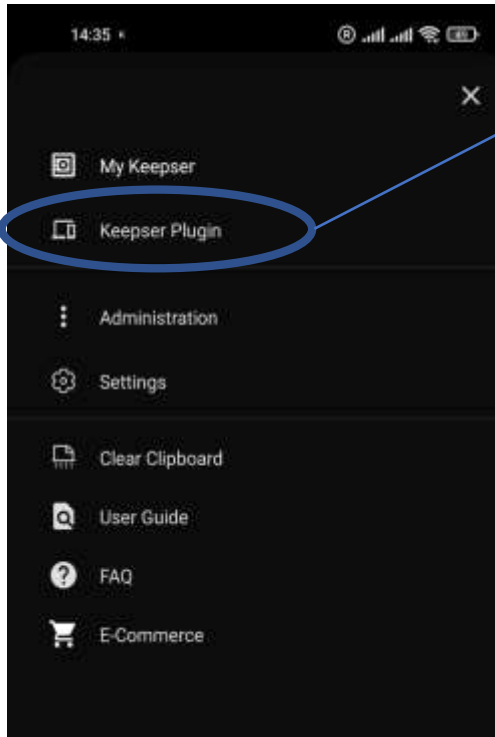 14:35
My Keepser
Keepser Plugin
Administration
Settings
Clear Clipboard
User Guide
FAQ
E-Commerce